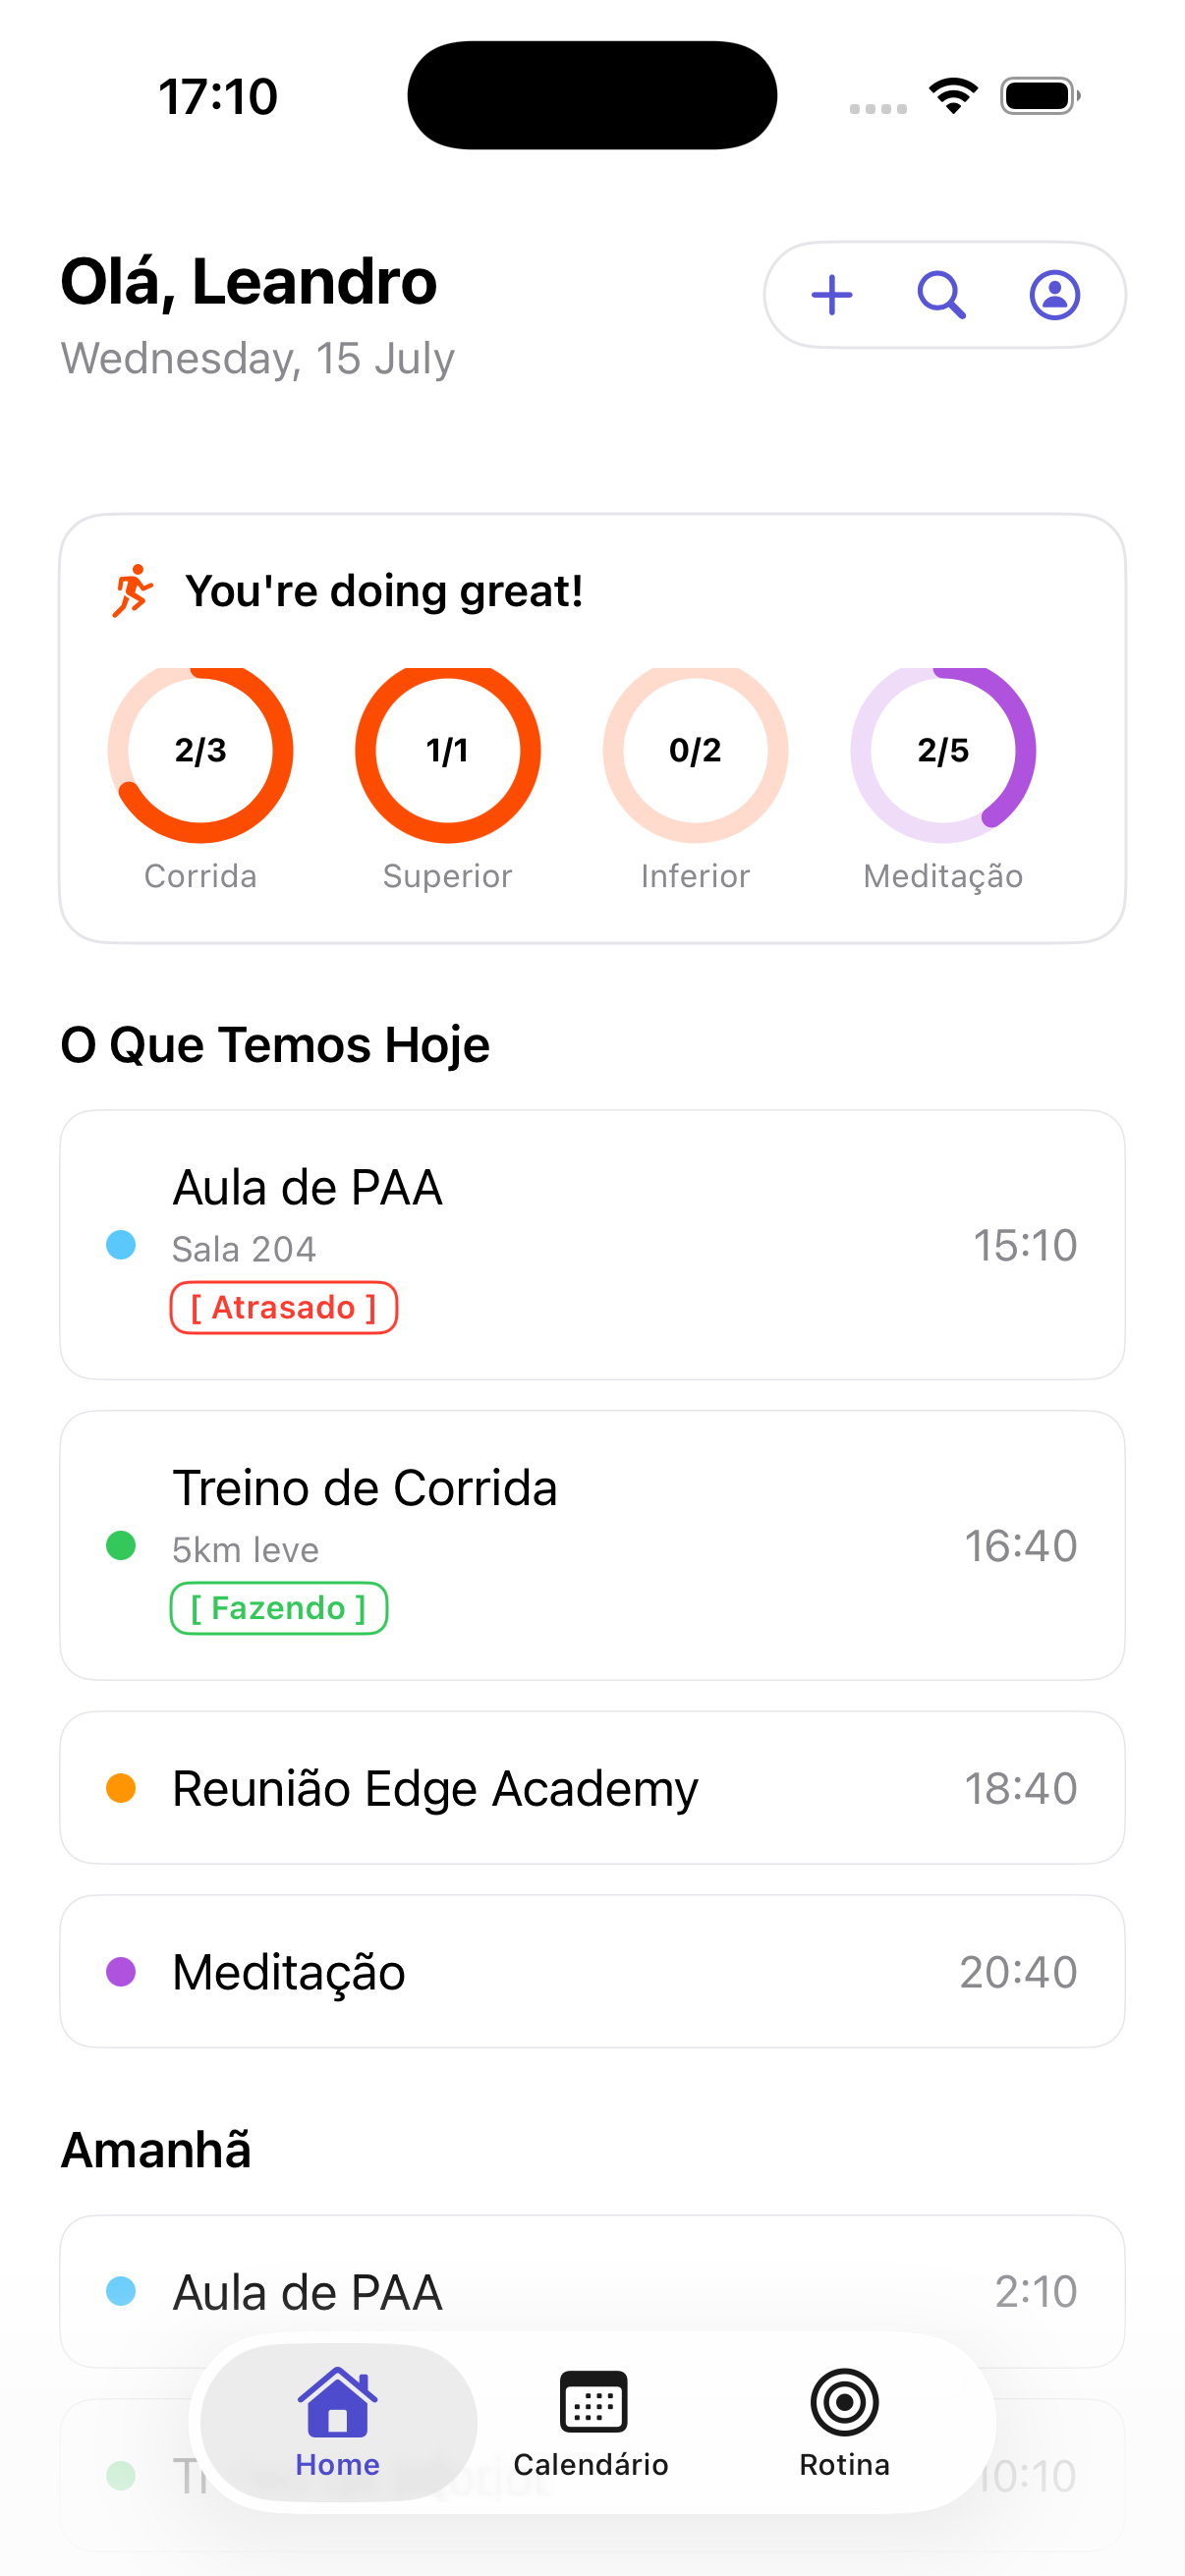 17:10
Olá, Leandro
Wednesday, 15 July
You're doing great!
2/3
1/1
0/2
2/5
Corrida
Superior
Inferior
Meditação
O Que Temos Hoje
Aula de PAA
Sala 204
15:10
[ Atrasado ]
Treino de Corrida
5km leve
16:40
[ Fazendo ]
Reunião Edge Academy
18:40
Meditação
20:40
Amanhã
Aula de PAA
2:10
10:10
Home
Calendário
Rotina